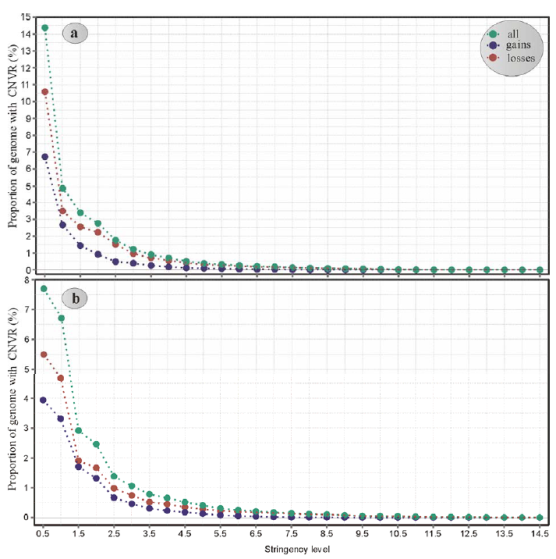 15
a
all
gains
losses
14
13
12
11
10
9
8
7
6
5
4
3
2
1
0
Proportion of genome with CNVR (%)
8
b
7
6
5
4
3
2
1
0
Proportion of genome with CNVR (%)
0.5 1.5 2.5 3.5 4.5 5.5 6.5 7.5 8.5 9.5 10.5 11.5 12.5 13.5 14.5
Stringency level